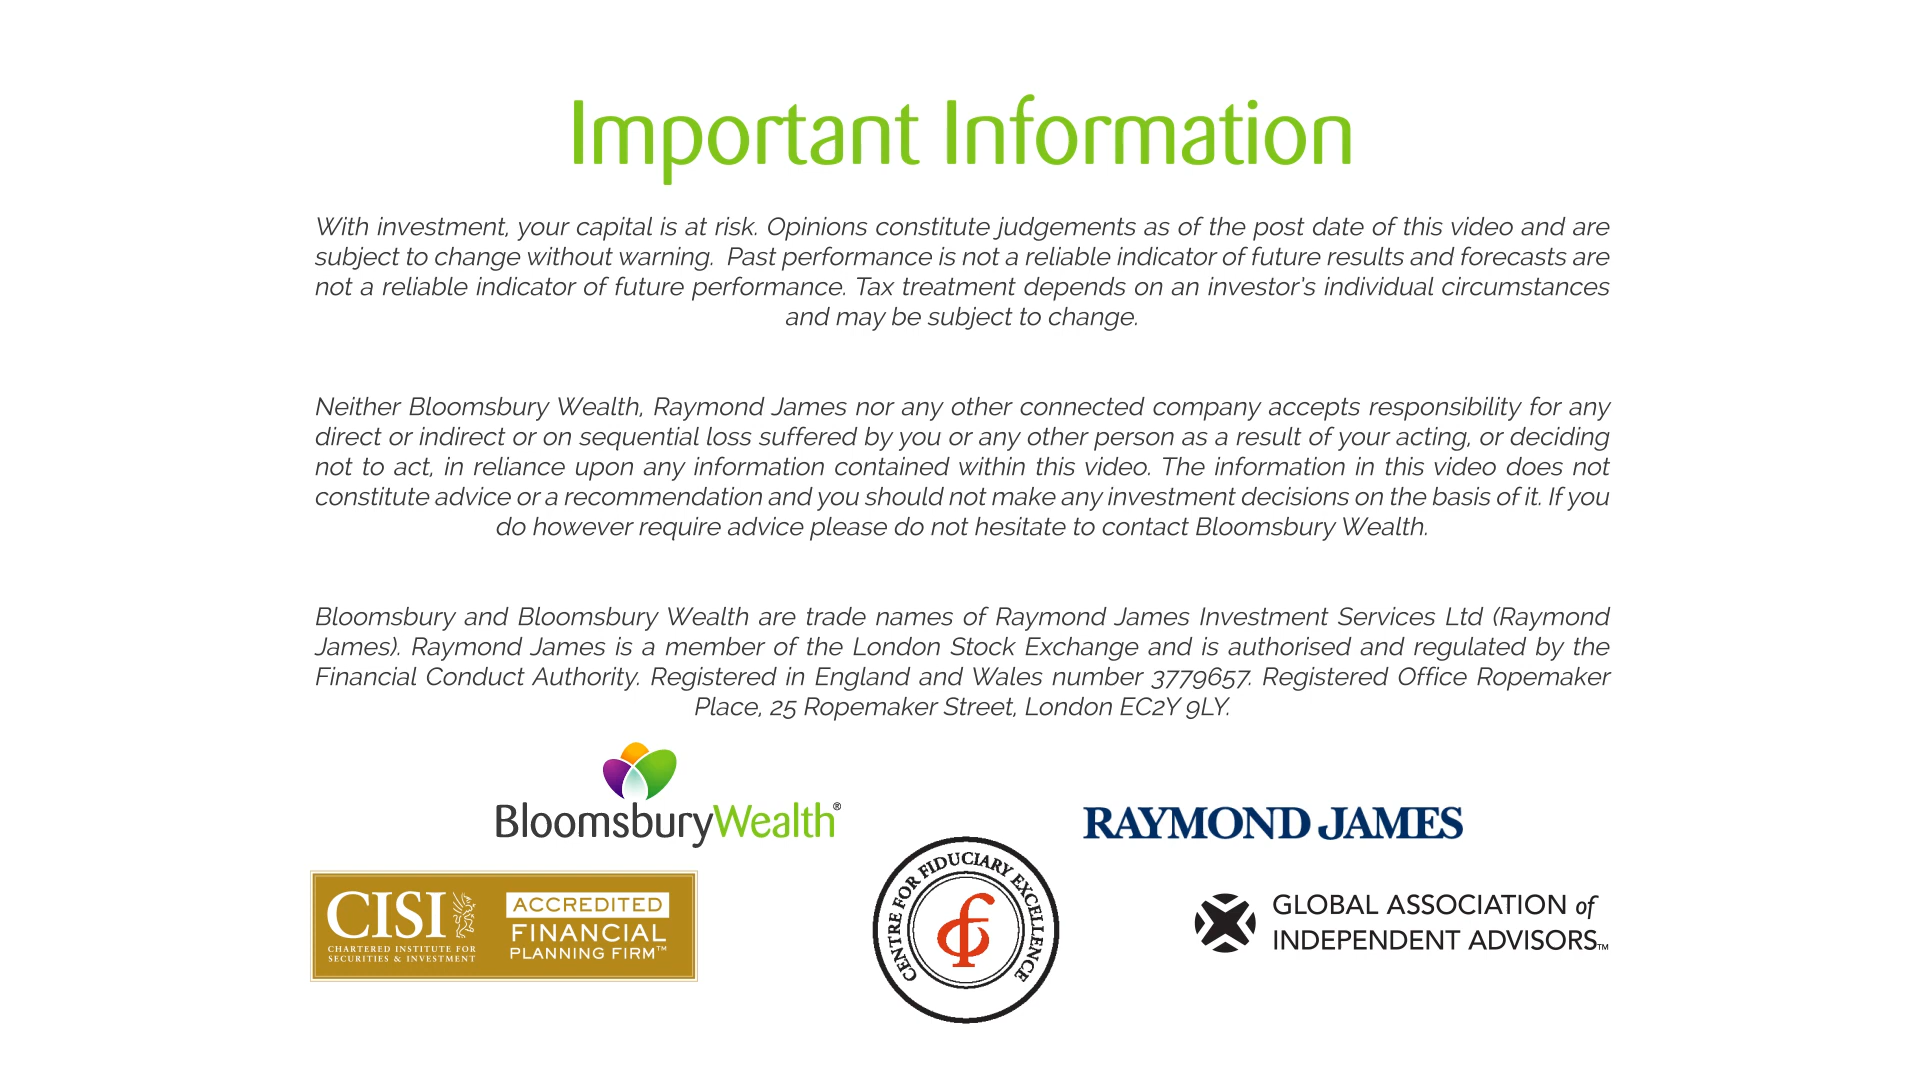 Important Information
With investment, your capital is at risk. Opinions constitute judgements as of the post date of this video and are
subject to change without warning.  Past performance is not a reliable indicator of future results and forecasts are
not a reliable indicator of future performance. Tax treatment depends on an investor's individual circumstances
and may be subject to change.
Neither Bloomsbury Wealth, Raymond James nor any other connected company accepts responsibility for any
direct or indirect or on sequential loss suffered by you or any other person as a result of your acting, or deciding
not to act, in reliance upon any information contained within this video. The information in this video does not
constitute advice or a recommendation and you should not make any investment decisions on the basis of it. If you
do however require advice please do not hesitate to contact Bloomsbury Wealth.
Bloomsbury and Bloomsbury Wealth are trade names of Raymond James Investment Services Ltd (Raymond
James). Raymond James is a member of the London Stock Exchange and is authorised and regulated by the
Financial Conduct Authority. Registered in England and Wales number 3779657. Registered Office Ropemaker
Place, 25 Ropemaker Street, London EC2Y 9LY.
BloomsburyWealth®
RAYMOND JAMES
CISI
CHARTERED INSTITUTE FOR
SECURITIES & INVESTMENT
ACCREDITED
FINANCIAL
PLANNING FIRM™
CENTRE FOR FIDUCIARY EXCELLENCE
GLOBAL ASSOCIATION of
INDEPENDENT ADVISORS™